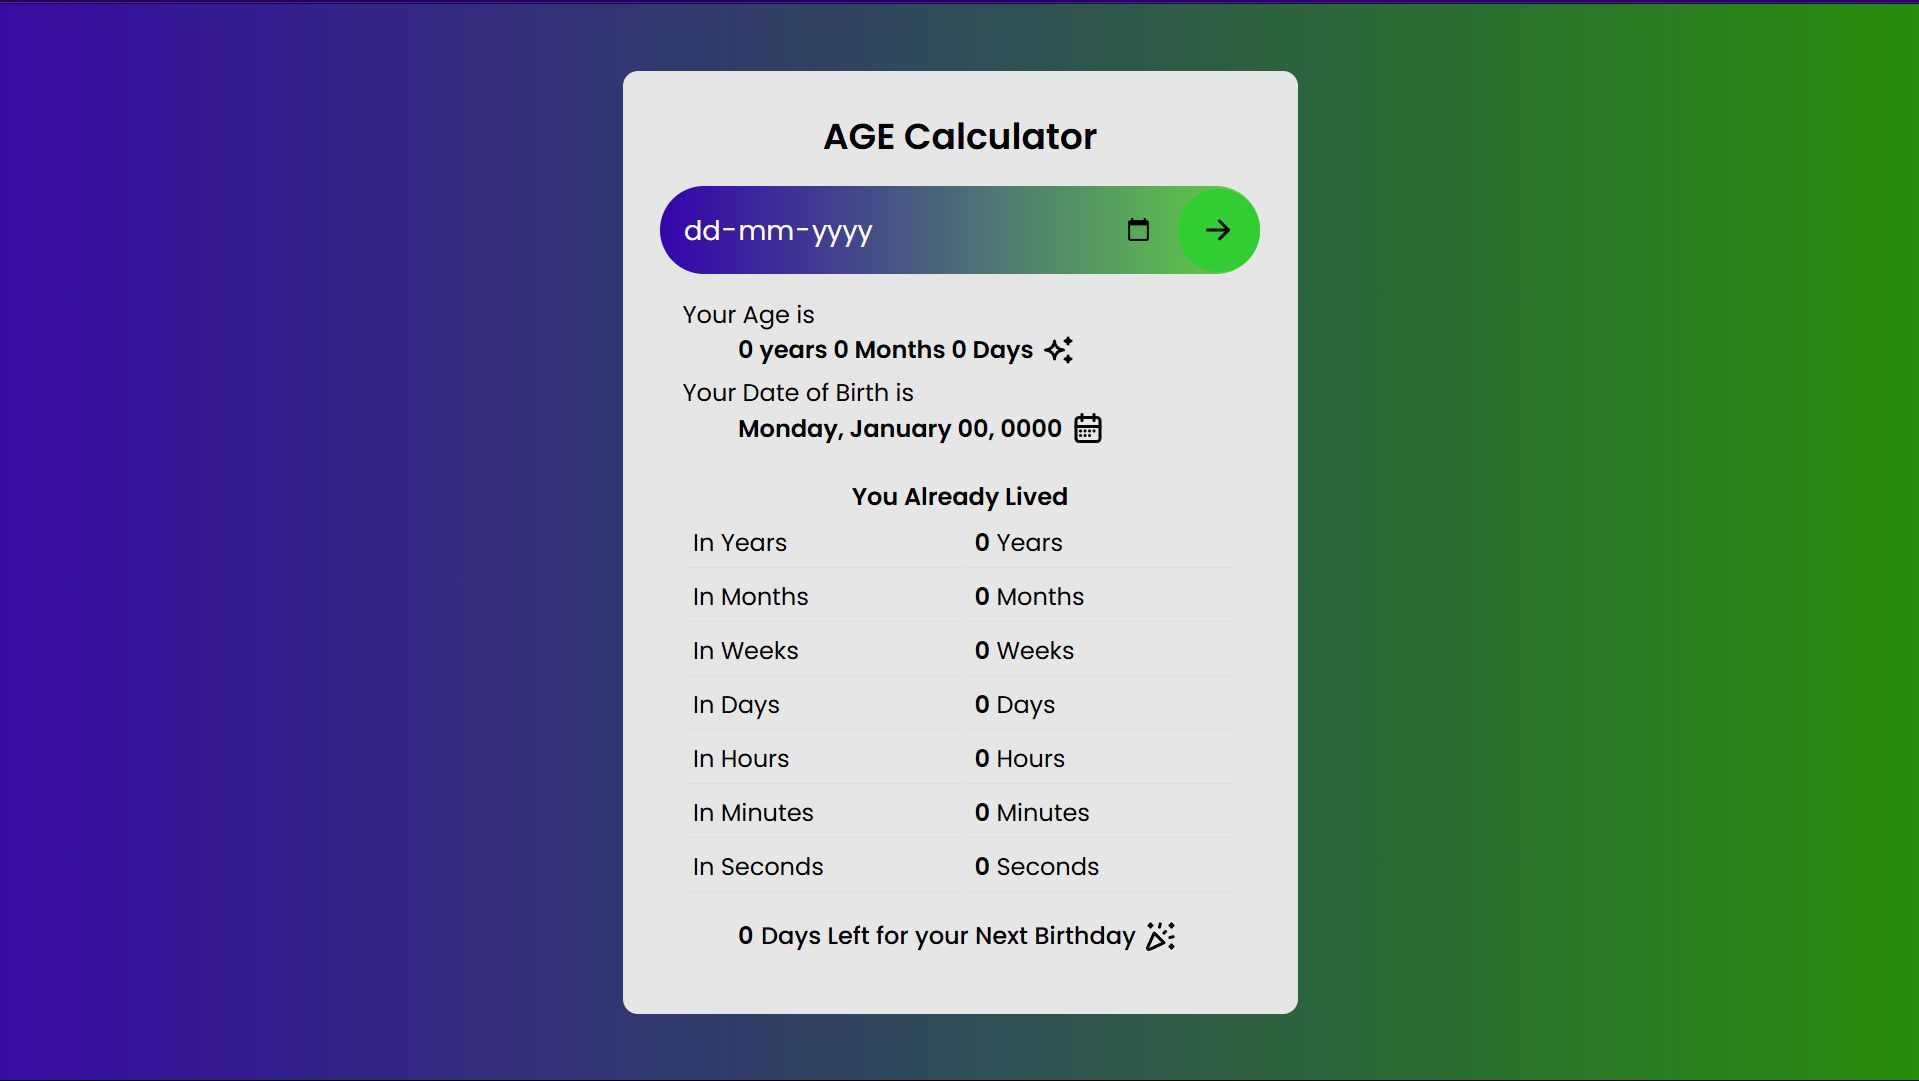 AGE Calculator
dd-mm-yyyy
Your Age is
0 years 0 Months 0 Days
Your Date of Birth is
Monday, January 00, 0000
You Already Lived
In Years 0 Years
In Months 0 Months
In Weeks 0 Weeks
In Days 0 Days
In Hours 0 Hours
In Minutes 0 Minutes
In Seconds 0 Seconds
0 Days Left for your Next Birthday